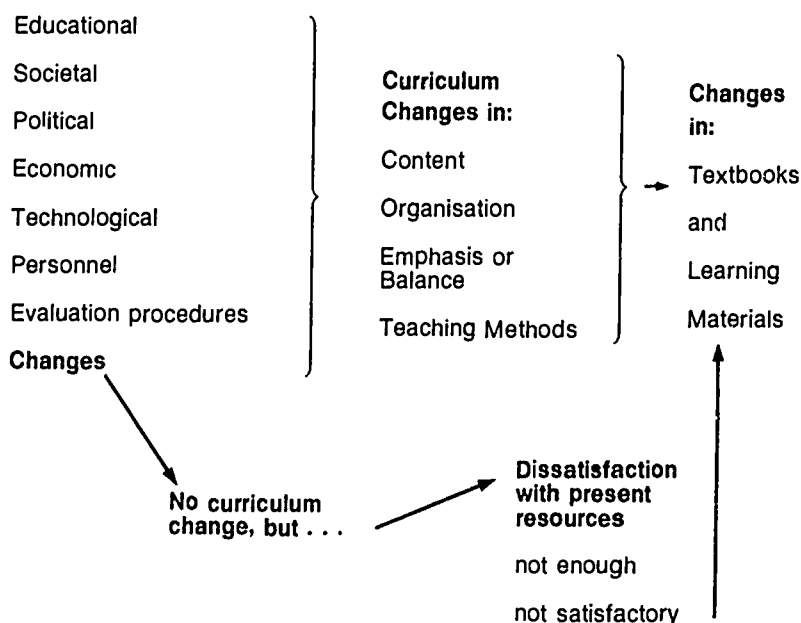 Educational
Societal
Political
Economic
Technological
Personnel
Evaluation procedures
Changes
Curriculum
Changes in:
Content
Organisation
Emphasis or
Balance
Teaching Methods
Changes
in:
Textbooks
and
Learning
Materials
No curriculum
change, but . . .
Dissatisfaction
with present
resources
not enough
not satisfactory